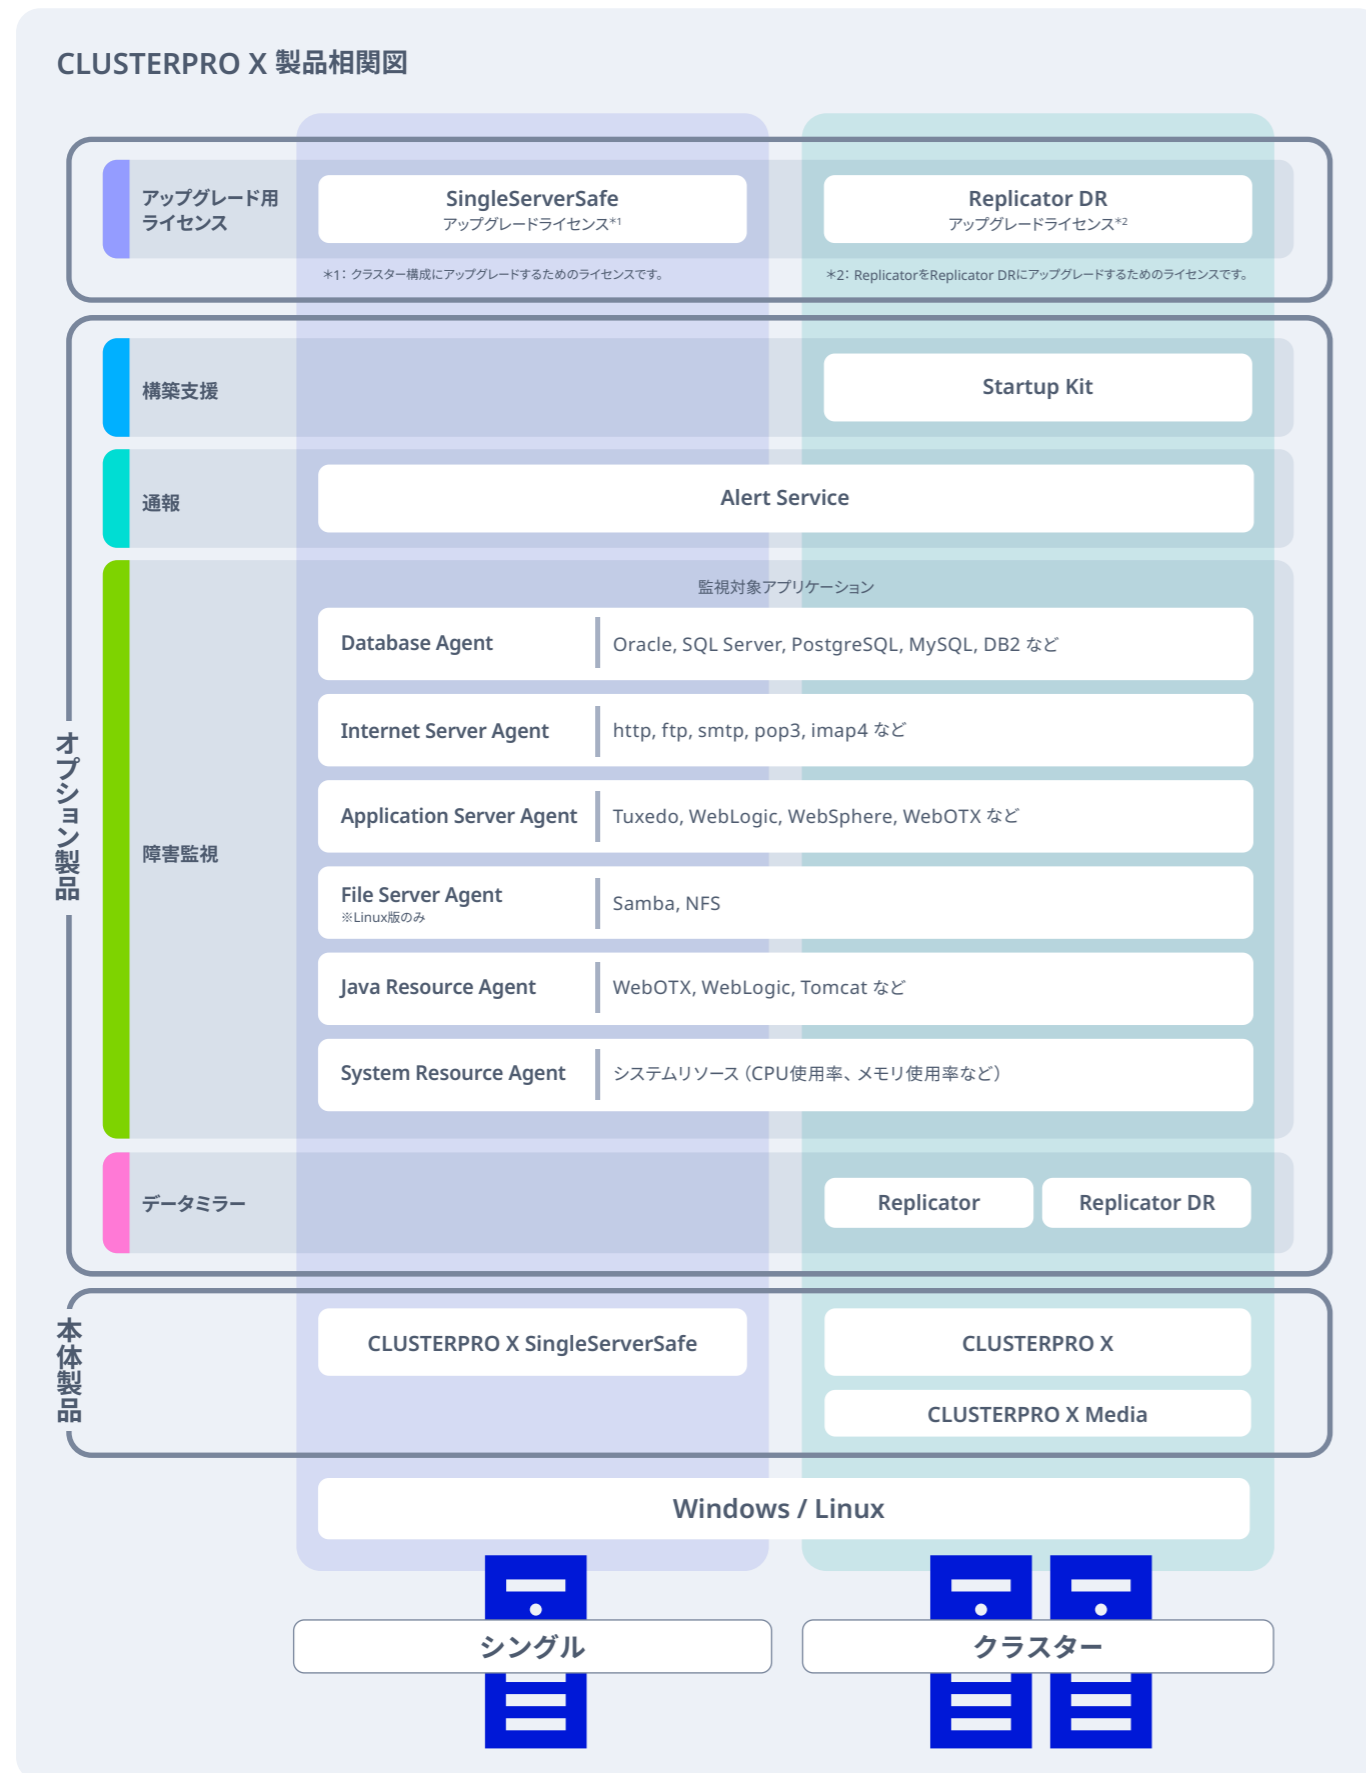 CLUSTERPRO X 製品相関図
アップグレード用
ライセンス
SingleServerSafe
アップグレードライセンス*1
Replicator DR
アップグレードライセンス*2
*1： クラスター構成にアップグレードするためのライセンスです。
*2： ReplicatorをReplicator DRにアップグレードするためのライセンスです。
オプション製品
構築支援
Startup Kit
通報
Alert Service
障害監視
監視対象アプリケーション
Database Agent
Oracle, SQL Server, PostgreSQL, MySQL, DB2 など
Internet Server Agent
http, ftp, smtp, pop3, imap4 など
Application Server Agent
Tuxedo, WebLogic, WebSphere, WebOTX など
File Server Agent
※Linux版のみ
Samba, NFS
Java Resource Agent
WebOTX, WebLogic, Tomcat など
System Resource Agent
システムリソース（CPU使用率、メモリ使用率など）
データミラー
Replicator
Replicator DR
本体製品
CLUSTERPRO X SingleServerSafe
CLUSTERPRO X
CLUSTERPRO X Media
Windows / Linux
シングル
クラスター